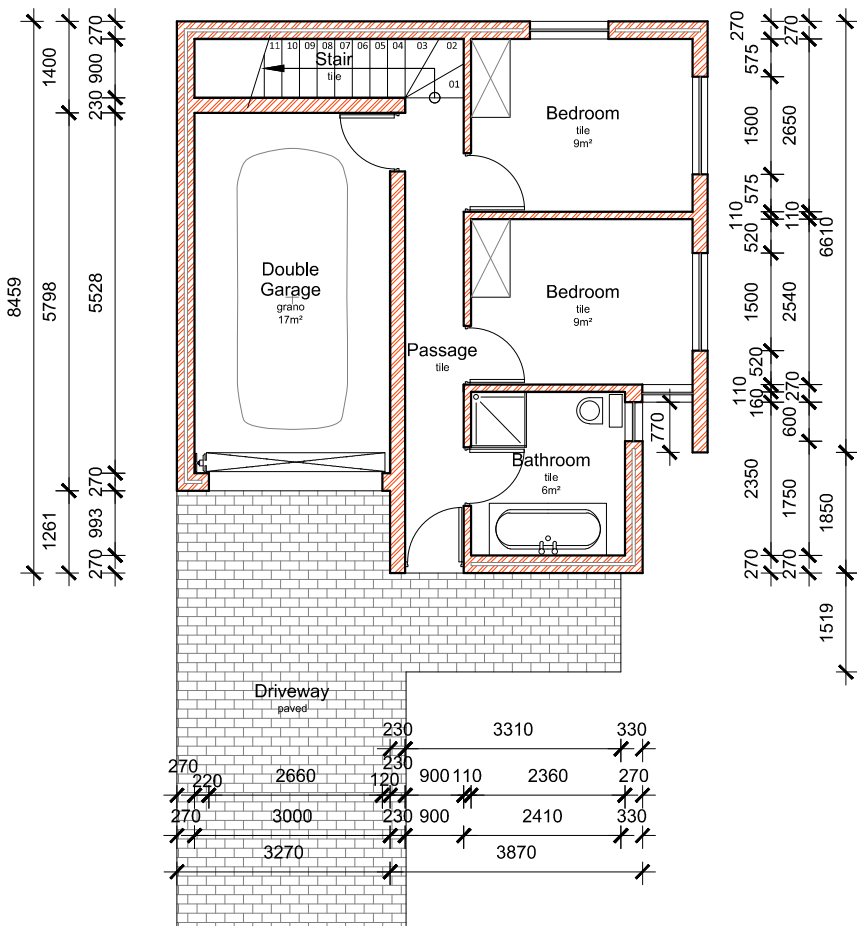 11 10 09 08 07 06 05 04 03 02
01
Stair
tile
Bedroom
tile
9m²
Double
Garage
grano
17m²
Bedroom
tile
9m²
Passage
tile
Bathroom
tile
6m²
Driveway
paved
8459
1400
5798
1261
270
900
230
5528
270
993
270
270
575
1500
575
110
520
1500
520
110
160
2350
270
270
2650
110
2540
270
600
1750
270
6610
1850
1519
770
230 3310 330
270 220 2660 120 230 900 110 2360 270
270 3000 230 900 2410 330
3270 3870